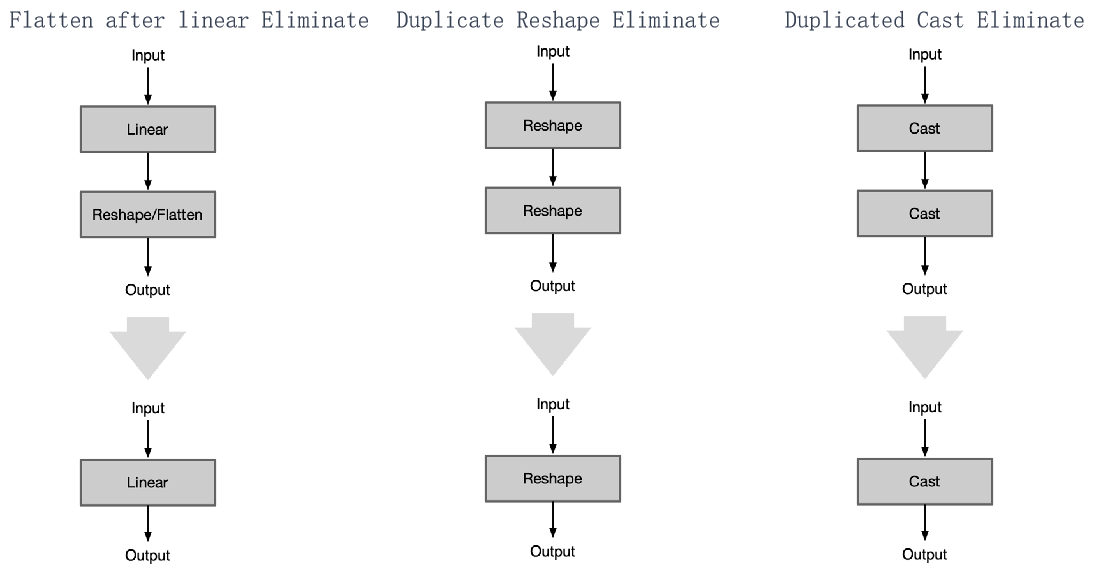 Flatten after linear Eliminate
Input
Linear
Reshape/Flatten
Output
Input
Linear
Output
Duplicate Reshape Eliminate
Input
Reshape
Reshape
Output
Input
Reshape
Output
Duplicated Cast Eliminate
Input
Cast
Cast
Output
Input
Cast
Output